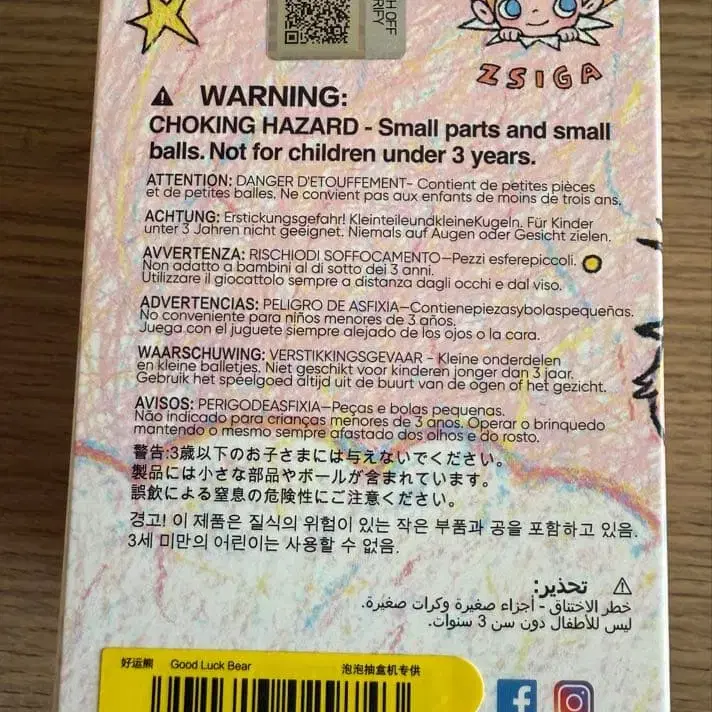 CH OFF
RIFY
ZSIGA
⚠ WARNING:
CHOKING HAZARD - Small parts and small
balls. Not for children under 3 years.
ATTENTION: DANGER D'ETOUFFEMENT- Contient de petites pièces
et de petites balles. Ne convient pas aux enfants de moins de trois ans.
ACHTUNG: Erstickungsgefahr! KleinteileundkleineKugeln. Für Kinder
unter 3 Jahren nicht geeignet. Niemals auf Augen oder Gesicht zielen.
AVVERTENZA: RISCHIODI SOFFOCAMENTO—Pezzi esferepiccoli.
Non adatto a bambini al di sotto dei 3 anni.
Utilizzare il giocattolo sempre a distanza dagli occhi e dal viso.
ADVERTENCIAS: PELIGRO DE ASFIXIA—Contienepiezasybolaspequeñas.
No conveniente para niños menores de 3 años.
Juega con el juguete siempre alejado de los ojos o la cara.
WAARSCHUWING: VERSTIKKINGSGEVAAR - Kleine onderdelen
en kleine balletjes. Niet geschikt voor kinderen jonger dan 3 jaar.
Gebruik het speelgoed altijd uit de buurt van de ogen of het gezicht.
AVISOS: PERIGODEASFIXIA—Peças e bolas pequenas.
Não indicado para crianças menores de 3 anos. Operar o brinquedo
mantendo o mesmo sempre afastado dos olhos e do rosto.
警告:3歳以下のお子さまには与えないでください。
製品には小さな部品やボールが含まれています。
誤飲による窒息の危険性にご注意ください。
경고! 이 제품은 질식의 위험이 있는 작은 부품과 공을 포함하고 있음.
3세 미만의 어린이는 사용할 수 없음.
⚠ تحذير:
خطر الاختناق - أجزاء صغيرة وكرات صغيرة.
ليس للأطفال دون سن 3 سنوات.
好运熊 Good Luck Bear 泡泡抽盒机专供